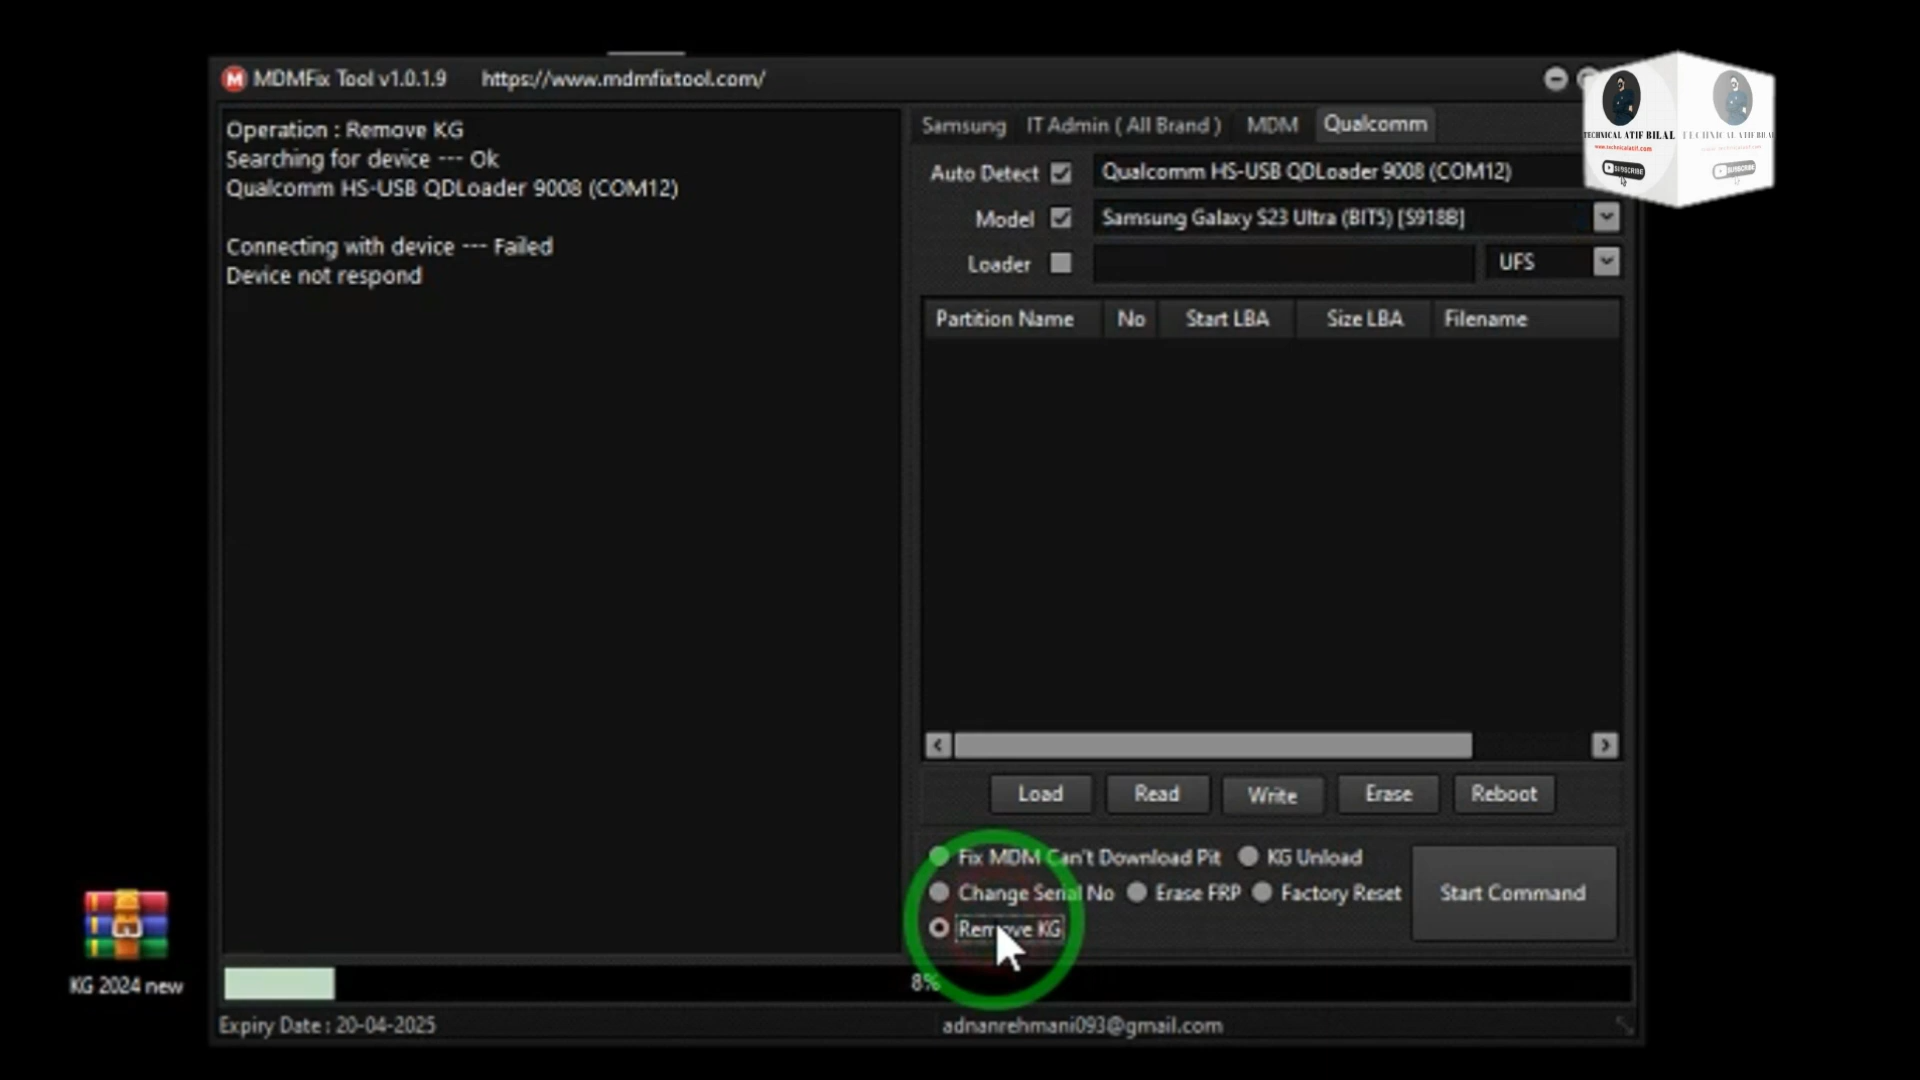 MDMFix Tool v1.0.1.9 https://www.mdmfixtool.com/
Operation : Remove KG
Searching for device --- Ok
Qualcomm HS-USB QDLoader 9008 (COM12)
Connecting with device --- Failed
Device not respond
Samsung IT Admin ( All Brand ) MDM Qualcomm
Auto Detect Qualcomm HS-USB QDLoader 9008 (COM12)
Model Samsung Galaxy S23 Ultra (BIT5) [S918B]
Loader UFS
Partition Name No Start LBA Size LBA Filename
Load Read Write Erase Reboot
Fix MDM Can't Download Pit KG Unload
Change Serial No Erase FRP Factory Reset Start Command
Remove KG
8%
Expiry Date : 20-04-2025 adnanrehmani093@gmail.com
KG 2024 new
TECHNICAL ATIF BILAL
www.technicalatif.com
SUBSCRIBE